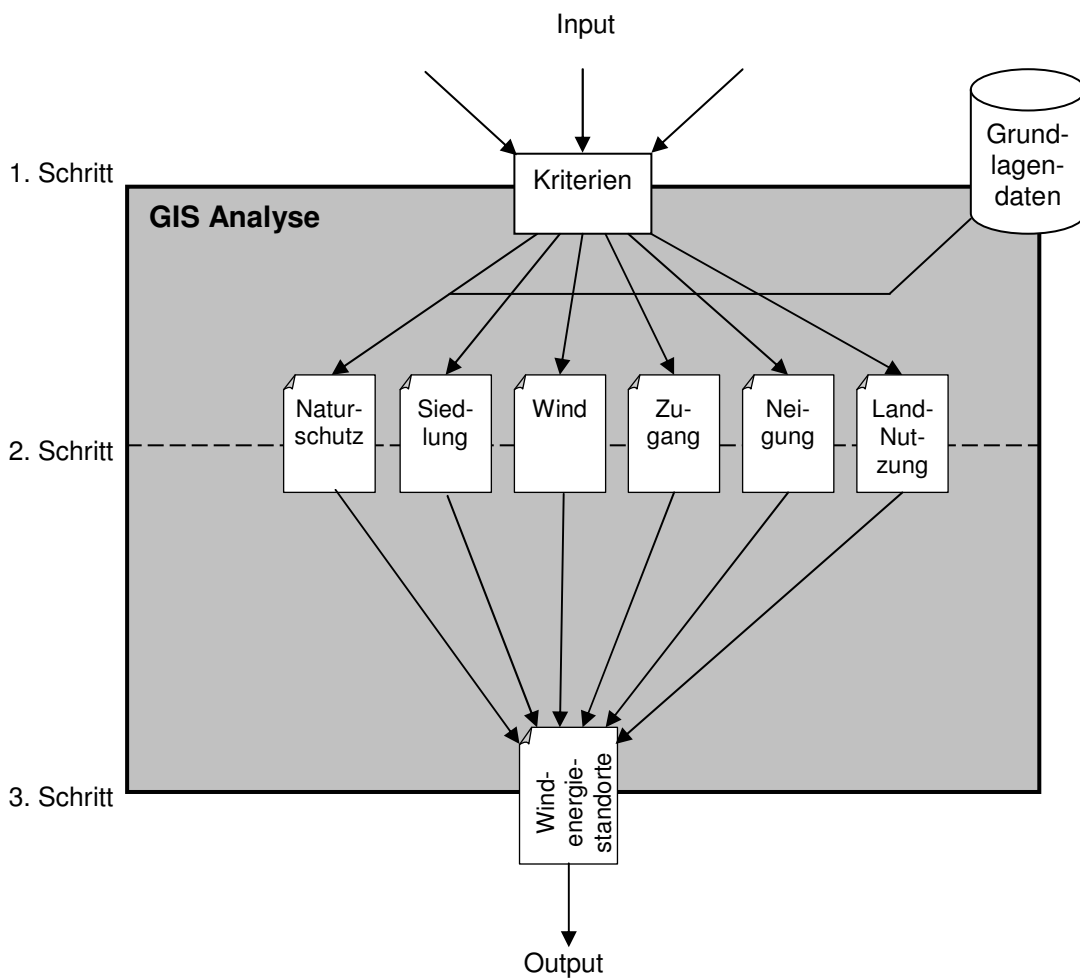 Input
Grund-
lagen-
daten
1. Schritt
Kriterien
GIS Analyse
Natur-
schutz
Sied-
lung
Wind
Zu-
gang
Nei-
gung
Land-
Nut-
zung
2. Schritt
Wind-
energie-
standorte
3. Schritt
Output